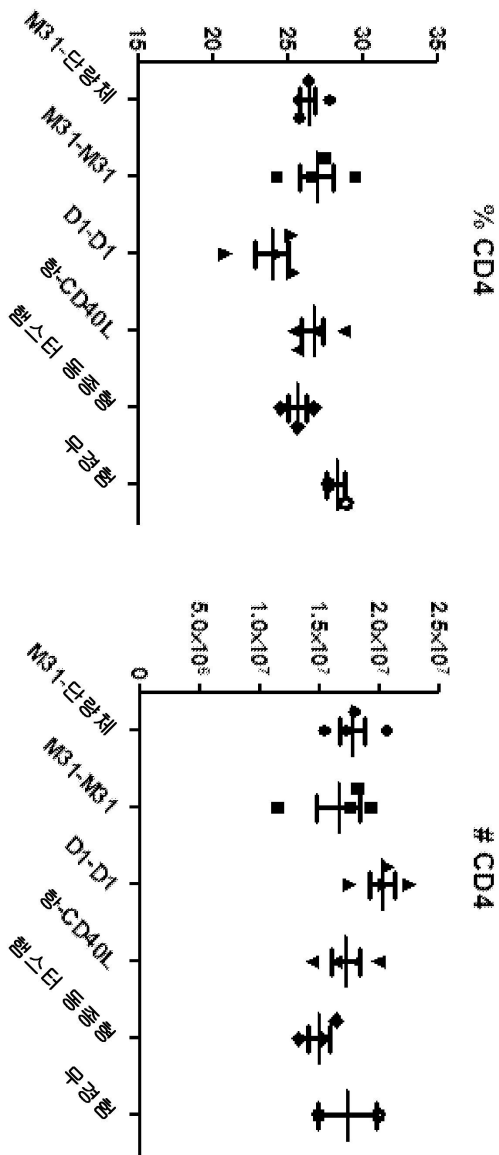 % CD4
35
30
25
20
15
M31-단량체
M31-M31
D1-D1
항-CD40L
햄스터 동종형
무경험
# CD4
2.5×10⁷
2.0×10⁷
1.5×10⁷
1.0×10⁷
5.0×10⁶
0
M31-단량체
M31-M31
D1-D1
항-CD40L
햄스터 동종형
무경험